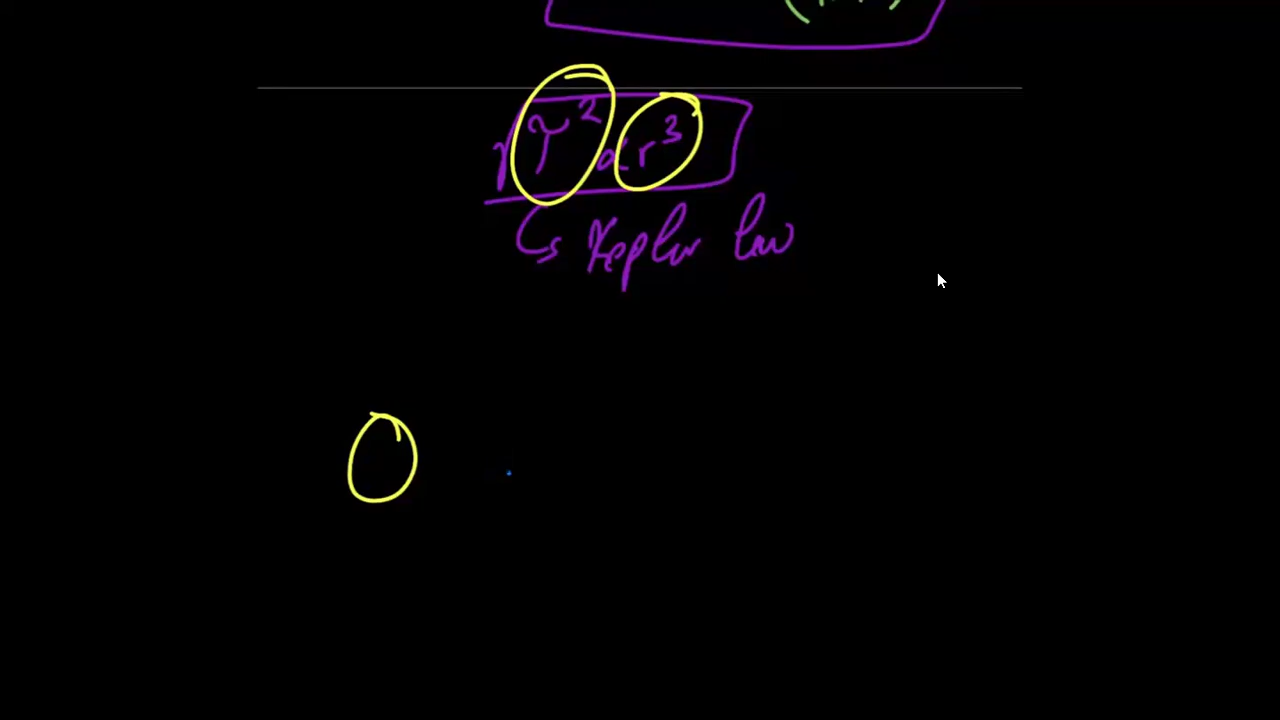 T² α r³
↳ Kepler law